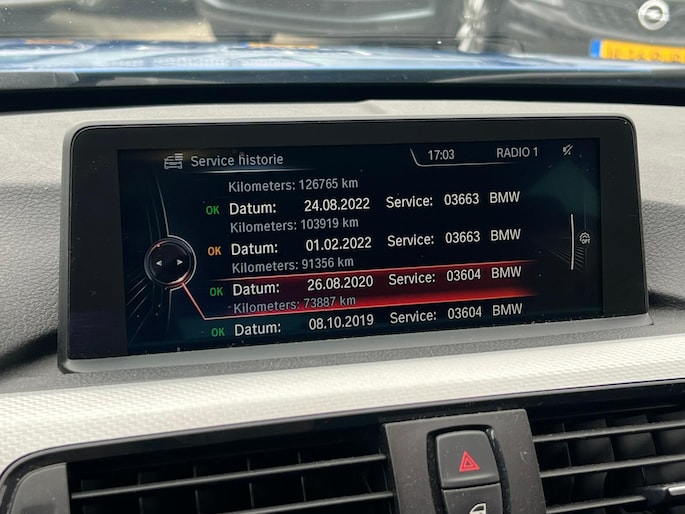 Service historie 17:03 RADIO 1
Kilometers: 126765 km
OK Datum: 24.08.2022 Service: 03663 BMW
Kilometers: 103919 km
OK Datum: 01.02.2022 Service: 03663 BMW
Kilometers: 91356 km
OK Datum: 26.08.2020 Service: 03604 BMW
Kilometers: 73887 km
OK Datum: 08.10.2019 Service: 03604 BMW
OPT